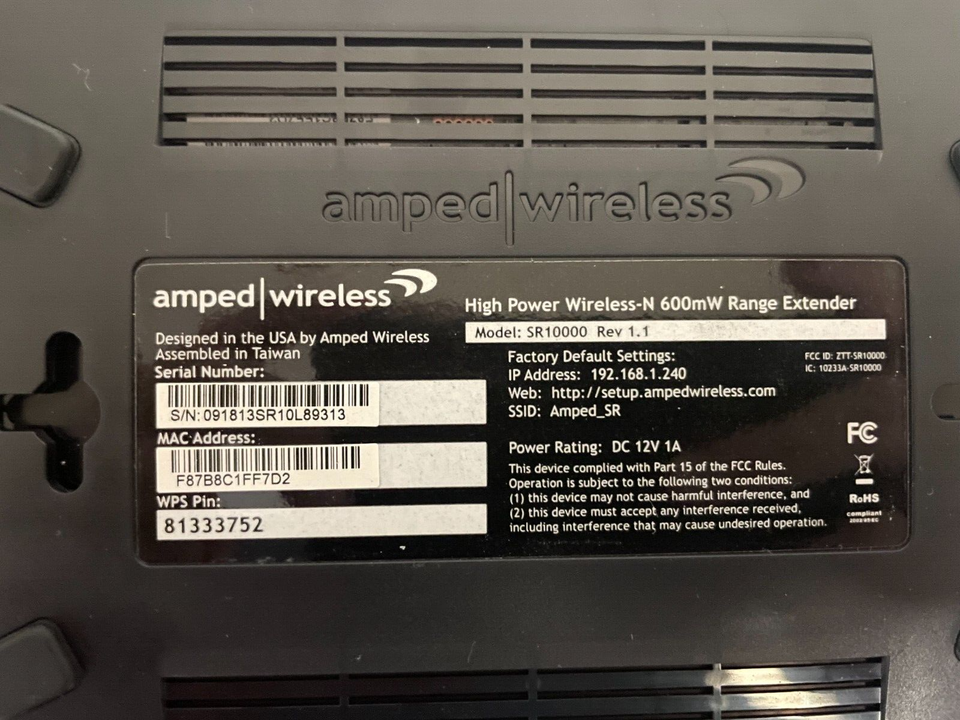 amped|wireless
amped|wireless
High Power Wireless-N 600mW Range Extender
Model: SR10000 Rev 1.1
Designed in the USA by Amped Wireless
Assembled in Taiwan
Serial Number:
S/N: 091813SR10L89313
MAC Address:
F87B8C1FF7D2
WPS Pin:
81333752
Factory Default Settings:
IP Address: 192.168.1.240
Web: http://setup.ampedwireless.com
SSID: Amped_SR
FCC ID: ZTT-SR10000
IC: 10233A-SR10000
Power Rating: DC 12V 1A
This device complied with Part 15 of the FCC Rules.
Operation is subject to the following two conditions:
(1) this device may not cause harmful interference, and
(2) this device must accept any interference received,
including interference that may cause undesired operation.
FC
RoHS
compliant